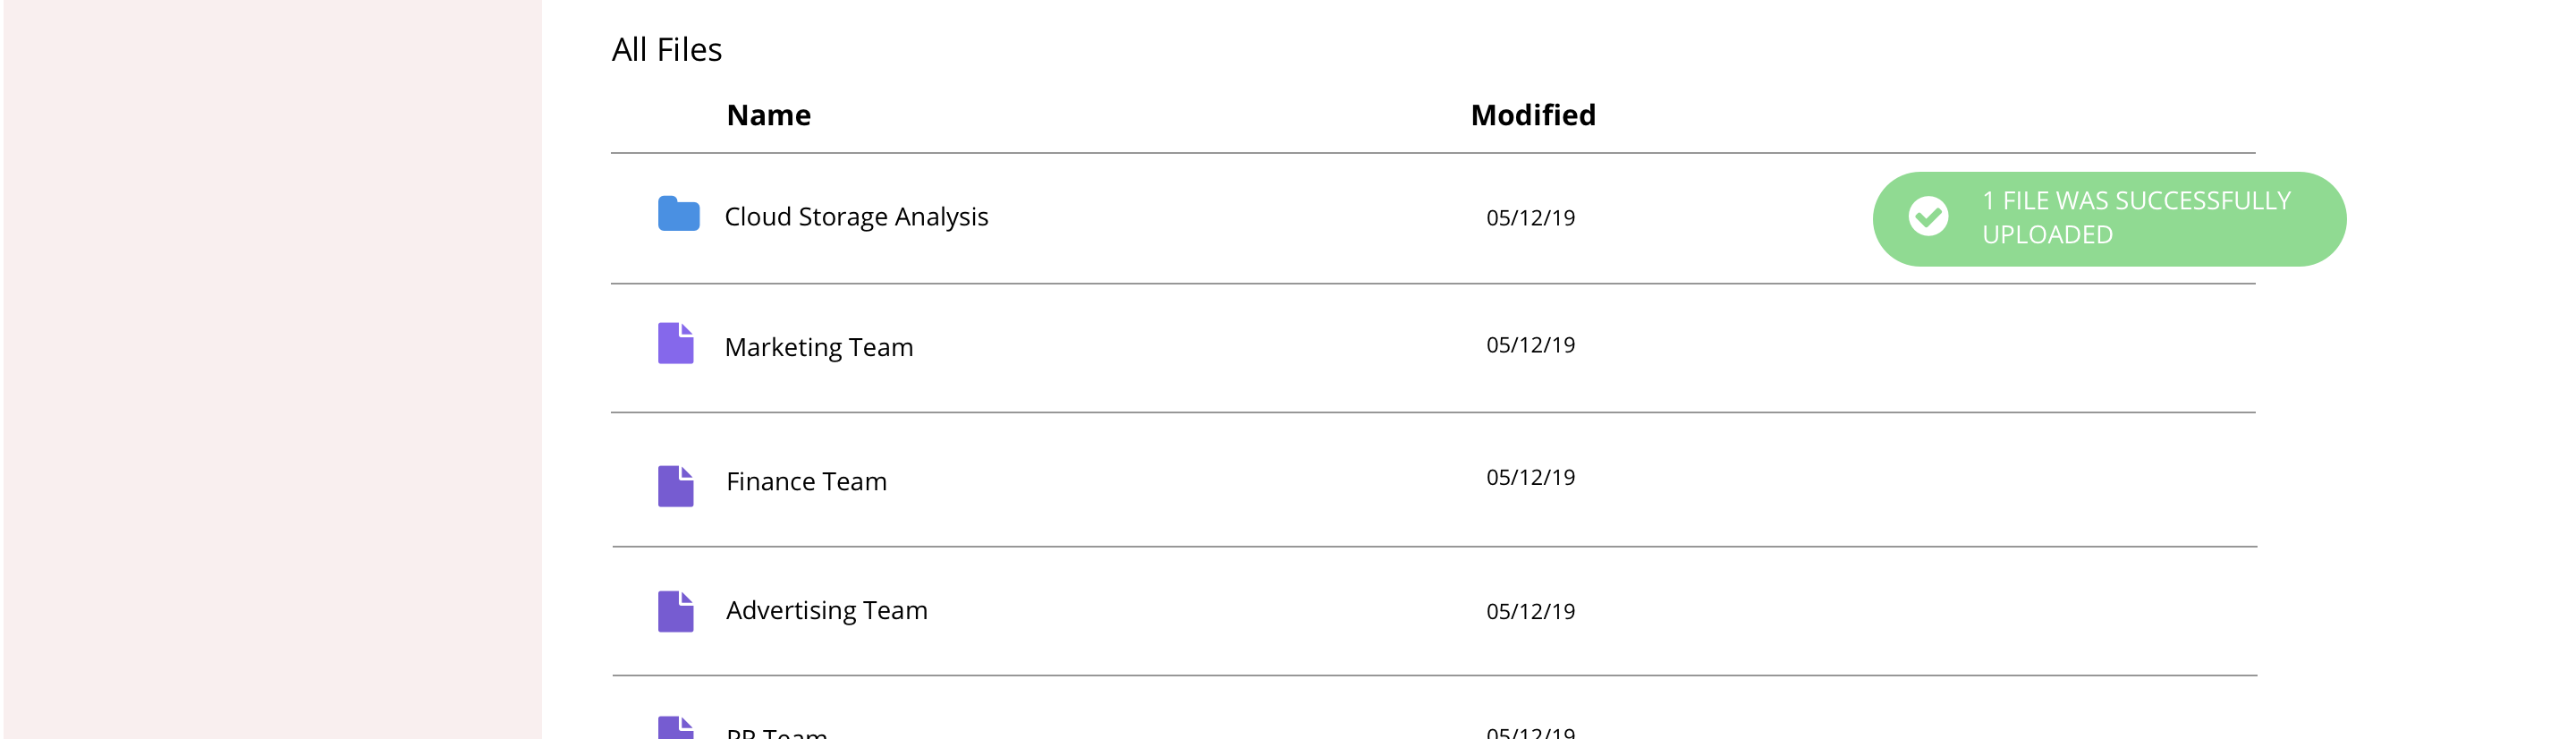 All Files
Name Modified
Cloud Storage Analysis 05/12/19
1 FILE WAS SUCCESSFULLY
UPLOADED
Marketing Team 05/12/19
Finance Team 05/12/19
Advertising Team 05/12/19
PR Team 05/12/19